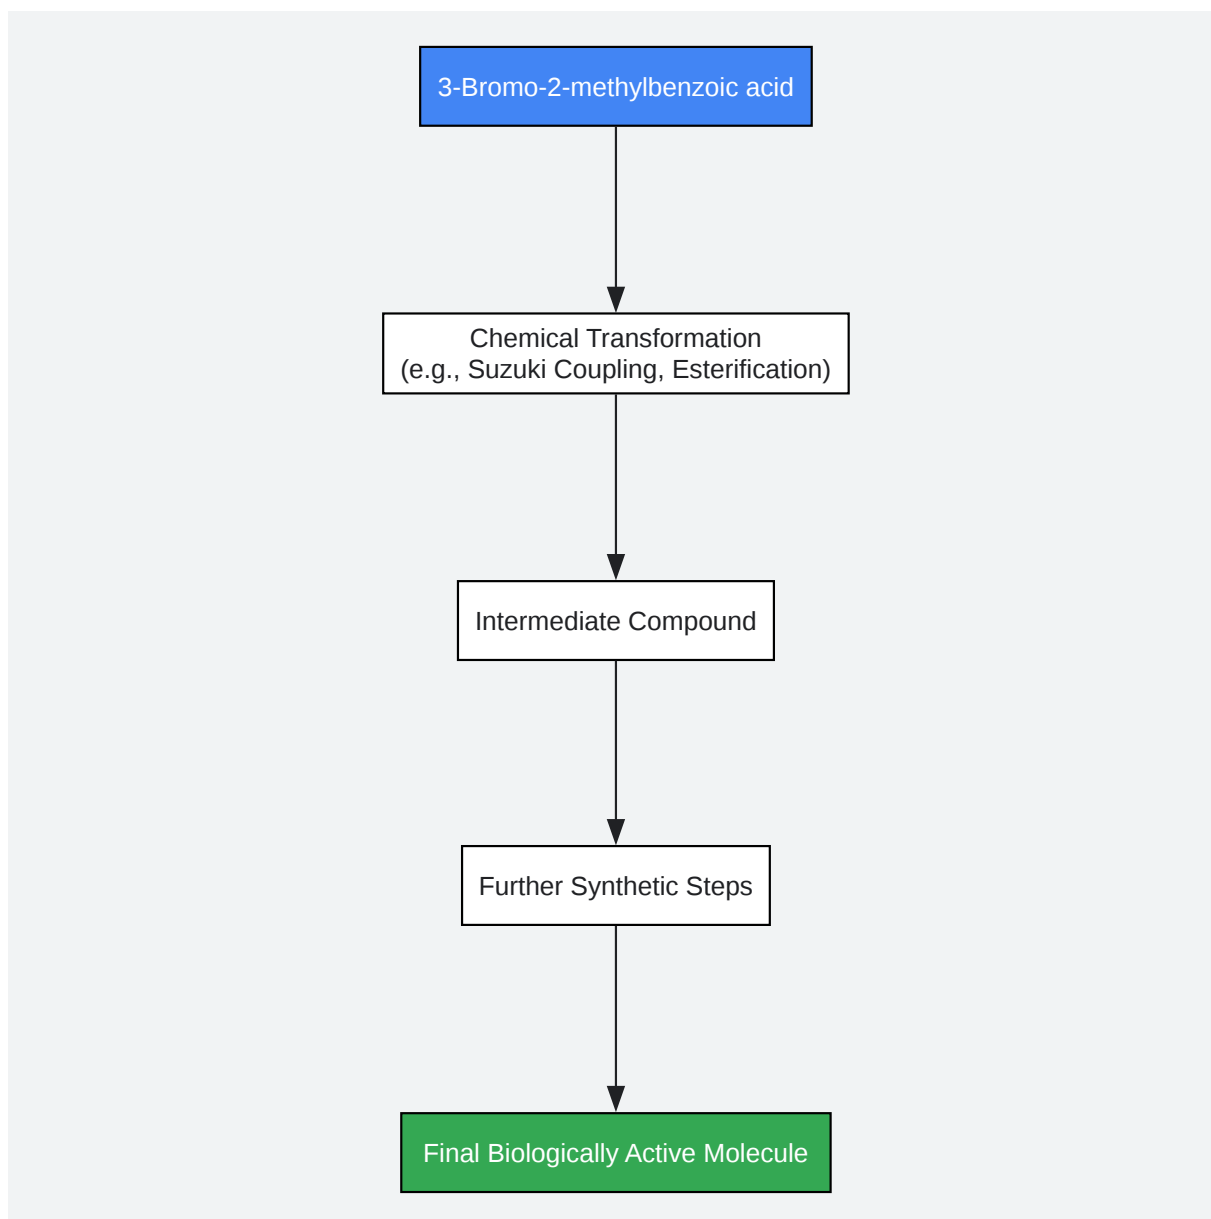 3-Bromo-2-methylbenzoic acid
Chemical Transformation
(e.g., Suzuki Coupling, Esterification)
Intermediate Compound
Further Synthetic Steps
Final Biologically Active Molecule